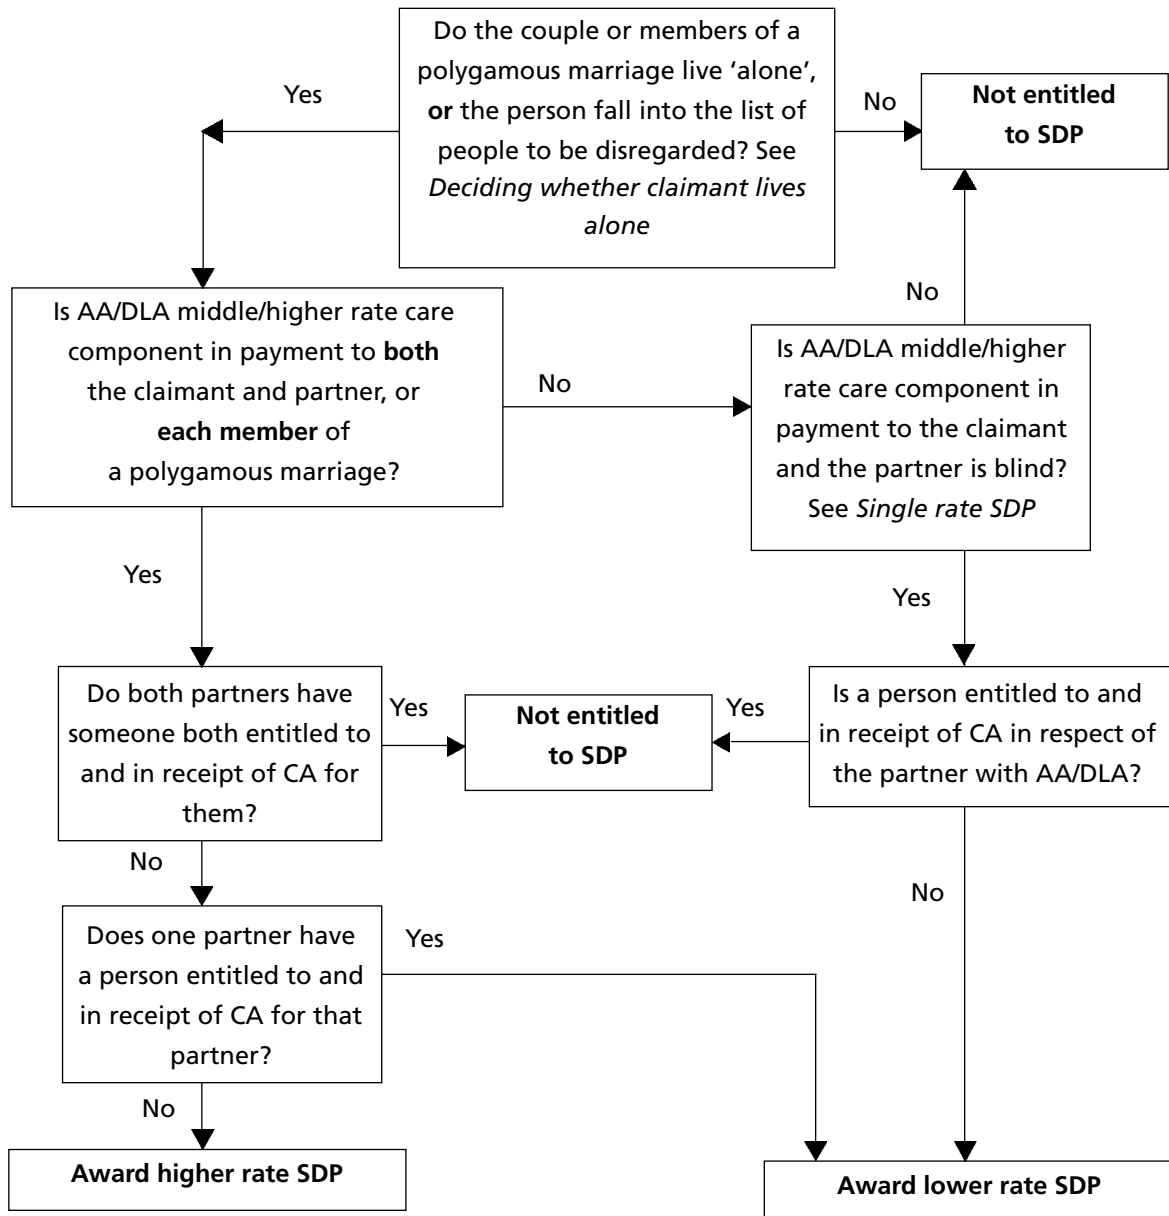 Do the couple or members of a
polygamous marriage live ‘alone’,
or the person fall into the list of
people to be disregarded? See
Deciding whether claimant lives
alone
Yes
No
Not entitled
to SDP
Is AA/DLA middle/higher rate care
component in payment to both
the claimant and partner, or
each member of
a polygamous marriage?
No
No
Is AA/DLA middle/higher
rate care component in
payment to the claimant
and the partner is blind?
See Single rate SDP
Yes
Yes
Do both partners have
someone both entitled to
and in receipt of CA for
them?
Yes
Not entitled
to SDP
Yes
Is a person entitled to and
in receipt of CA in respect of
the partner with AA/DLA?
No
No
Does one partner have
a person entitled to and
in receipt of CA for that
partner?
Yes
No
Award higher rate SDP
Award lower rate SDP